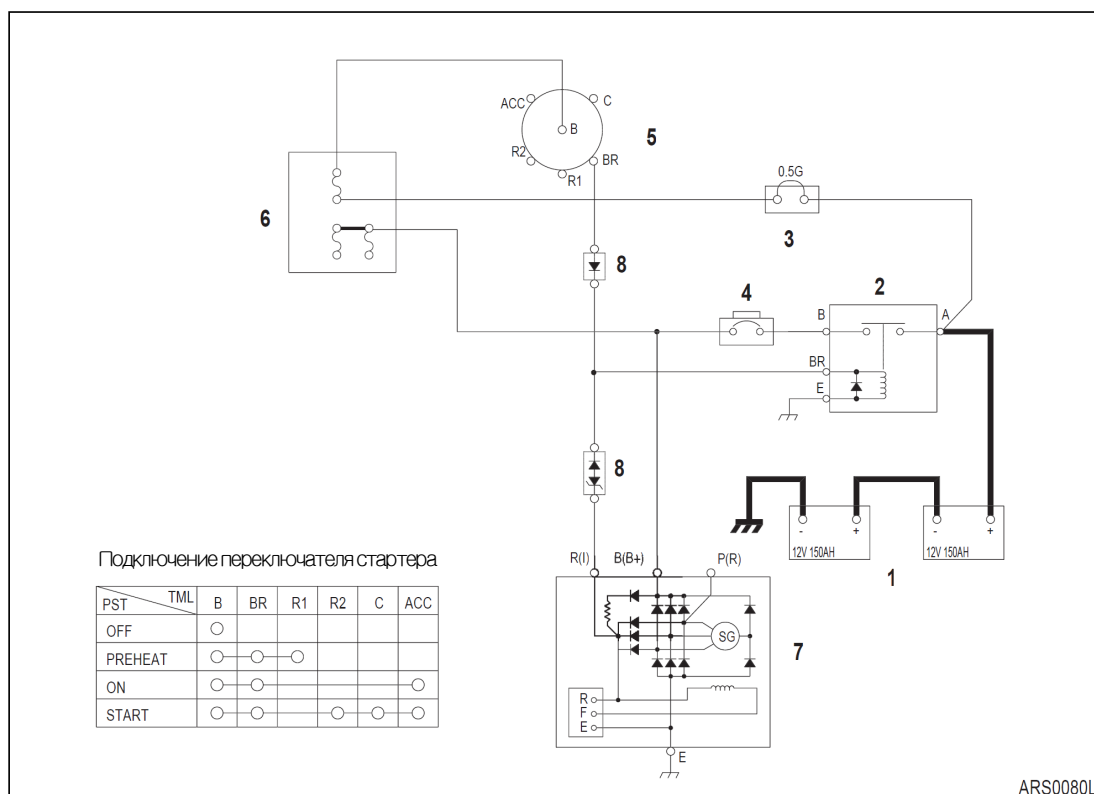 ACC
C
B
5
R2
BR
R1
0.5G
6
3
8
4
2
B
A
BR
E
8
- +
- +
12V 150AH
12V 150AH
1
R(I)
B(B+)
P(R)
SG
7
R
F
E
E
Подключение переключателя стартера
PST TML B BR R1 R2 C ACC
OFF
PREHEAT
ON
START
ARS0080L